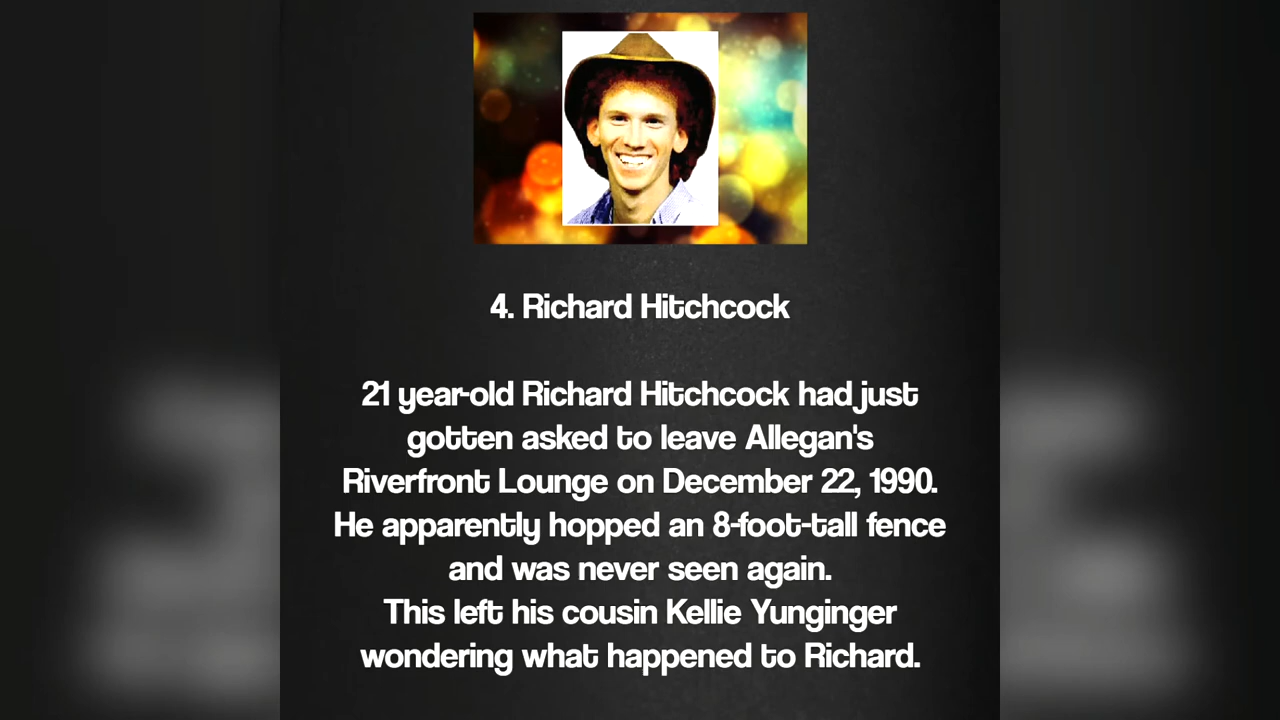 4. Richard Hitchcock
21 year-old Richard Hitchcock had just
gotten asked to leave Allegan's
Riverfront Lounge on December 22, 1990.
He apparently hopped an 8-foot-tall fence
and was never seen again.
This left his cousin Kellie Yunginger
wondering what happened to Richard.